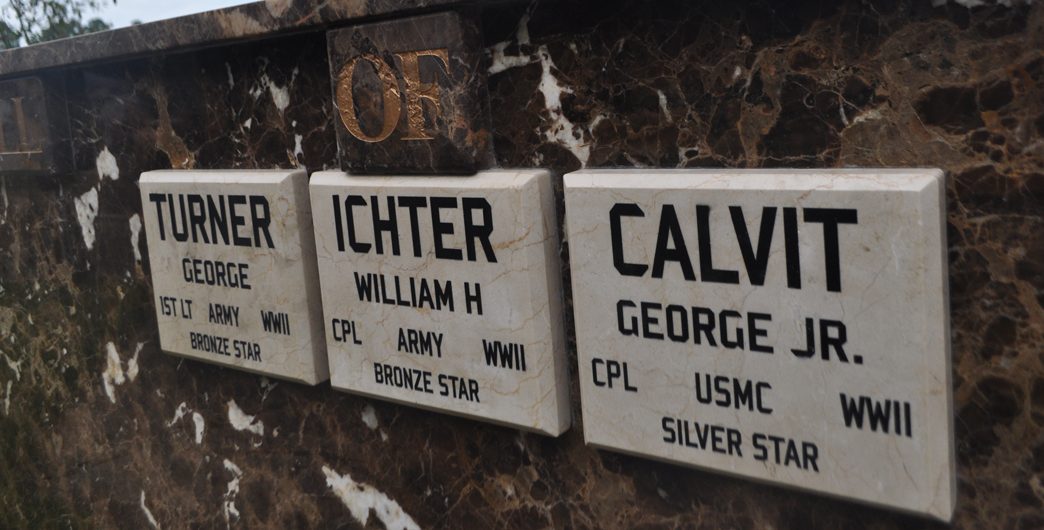 OF
TURNER
GEORGE
1ST LT ARMY WWII
BRONZE STAR
ICHTER
WILLIAM H
CPL ARMY WWII
BRONZE STAR
CALVIT
GEORGE JR.
CPL USMC WWII
SILVER STAR